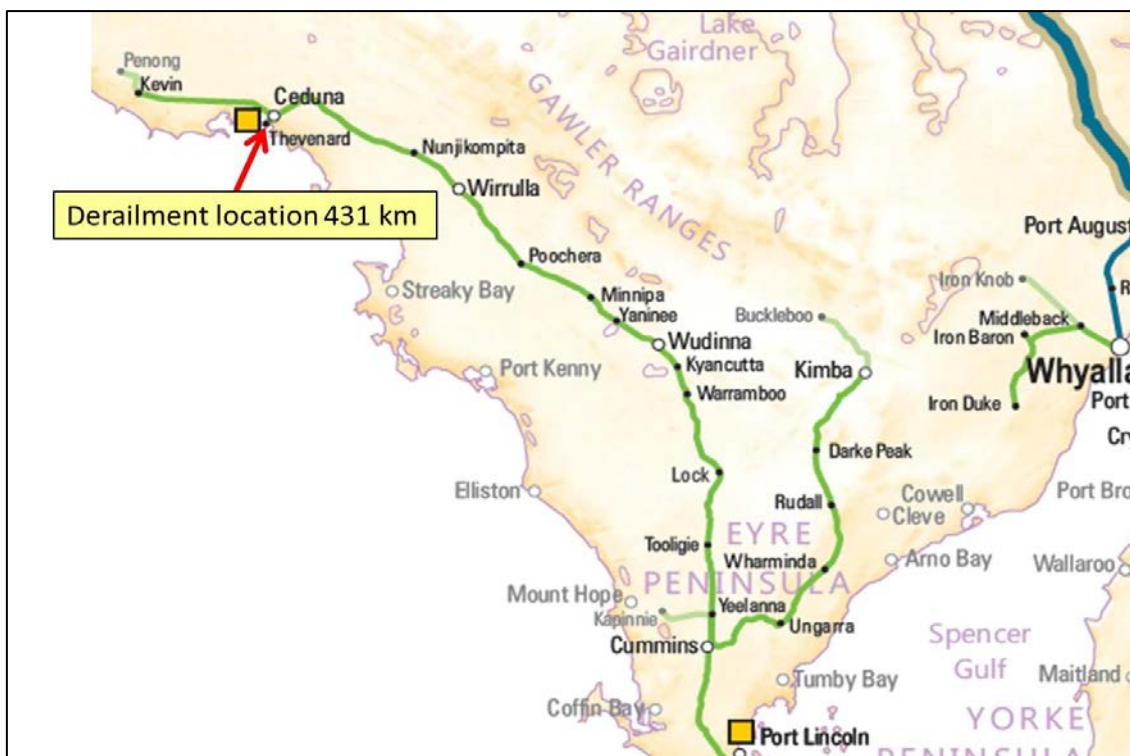 Lake
Gairdner
Penong
Kevin
Ceduna
Thevenard
GAWLER RANGES
Nunjikompita
Wirrulla
Derailment location 431 km
Port August
Poochera
Iron Knob
Streaky Bay
Minnipa
Yaninee
Buckleboo
Middleback
R
Iron Baron
Wudinna
Port Kenny
Kyancutta
Kimba
Whyalla
Warramboo
Iron Duke
Port
Cry
Darke Peak
Lock
Elliston
Rudall
Cowell
Cleve
Port Bro
EYRE
PENINSULA
Tooligie
Wharminda
Arno Bay
Wallaroo
Mount Hope
Kapinnie
Yeelanna
Ungarra
Cummins
Spencer
Gulf
Tumby Bay
Maitland
Coffin Bay
YORKE
PENINSULA
Port Lincoln